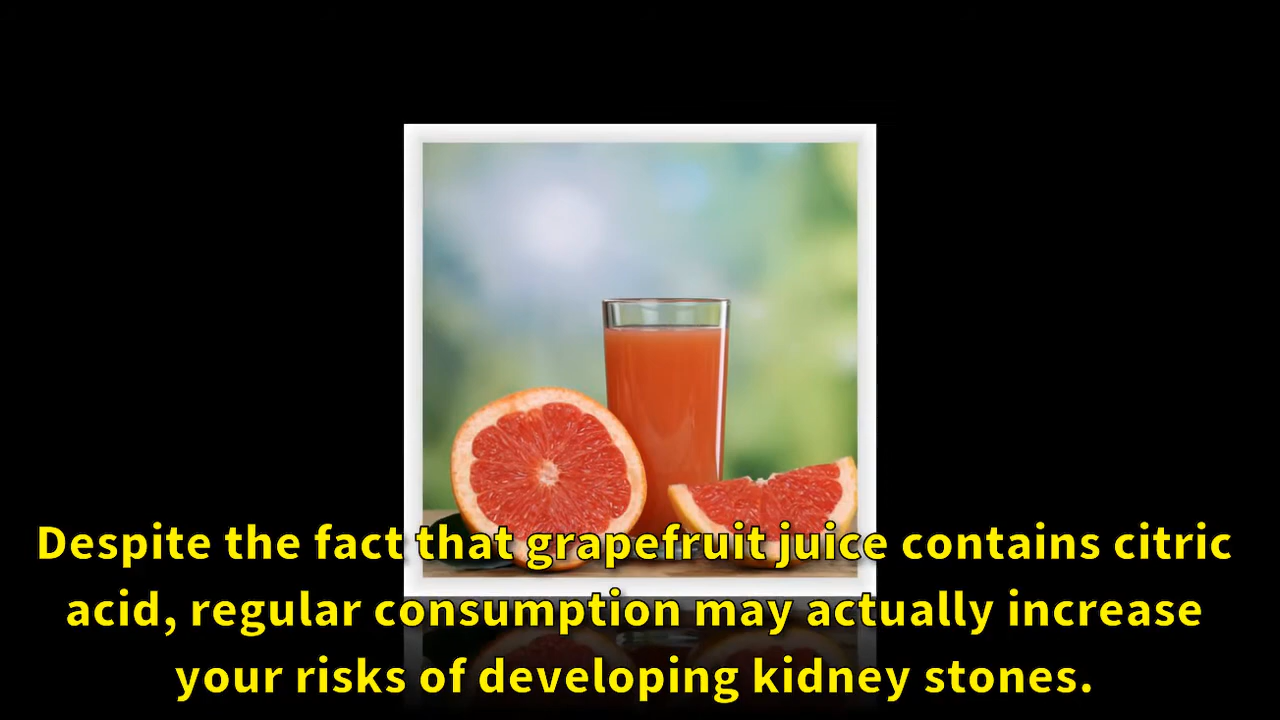 Despite the fact that grapefruit juice contains citric
acid, regular consumption may actually increase
your risks of developing kidney stones.